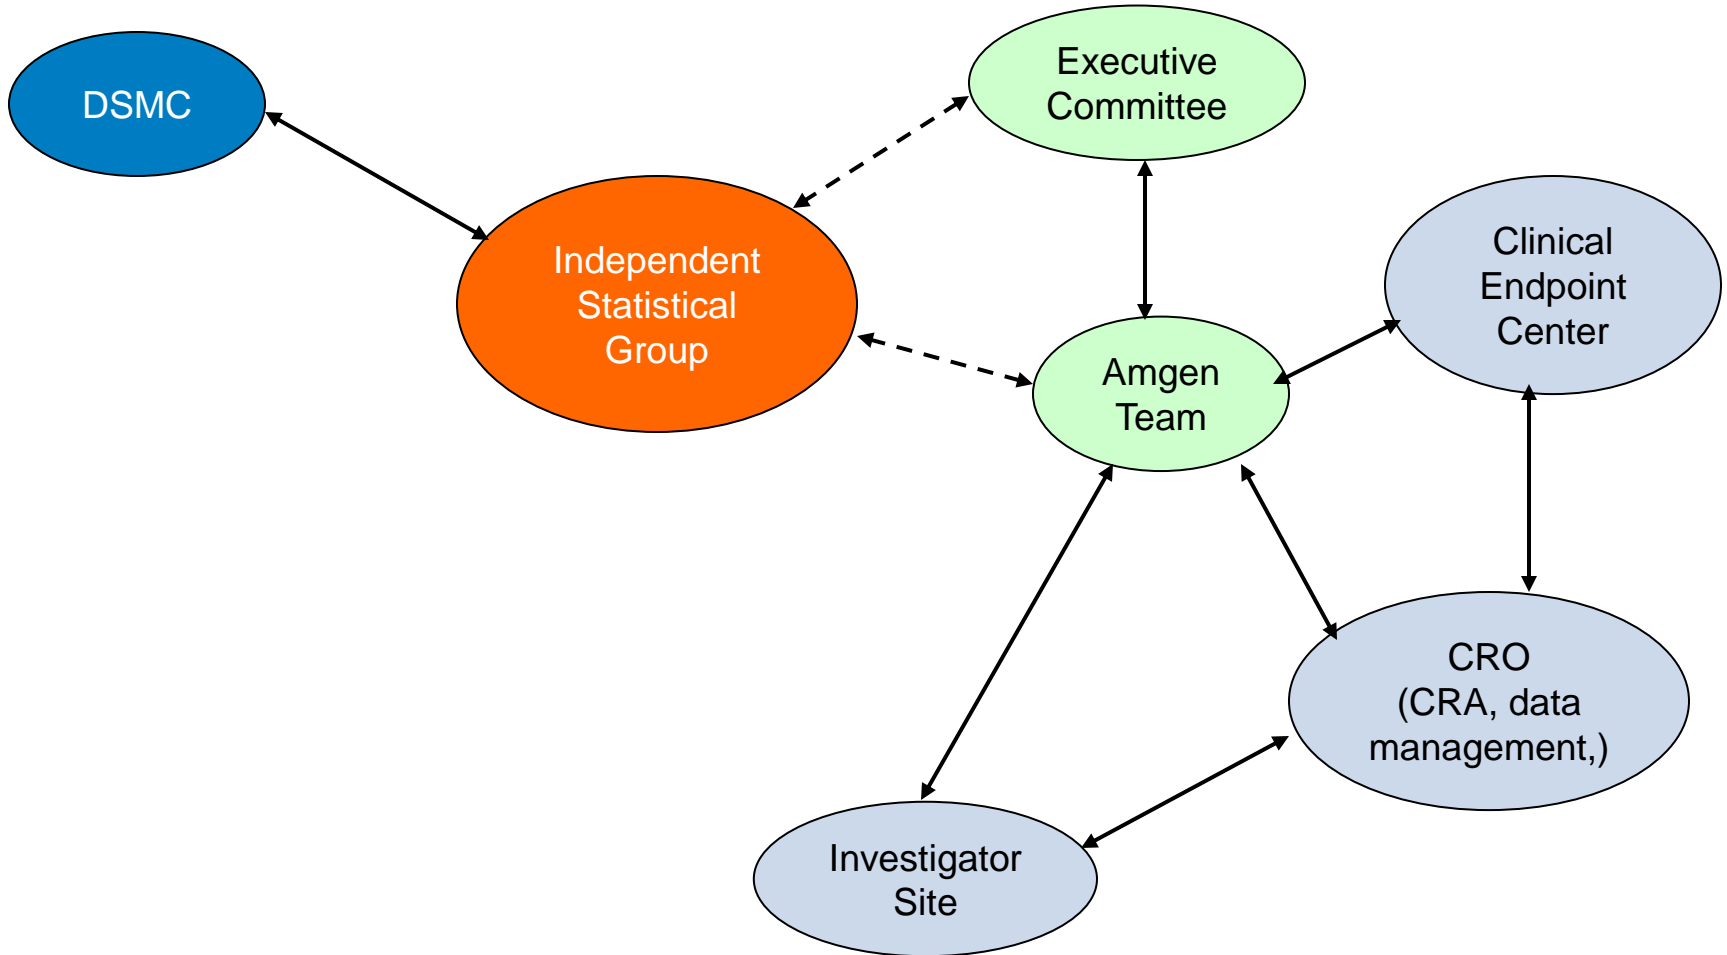 DSMC
Executive
Committee
Independent
Statistical
Group
Clinical
Endpoint
Center
Amgen
Team
CRO
(CRA, data
management,)
Investigator
Site